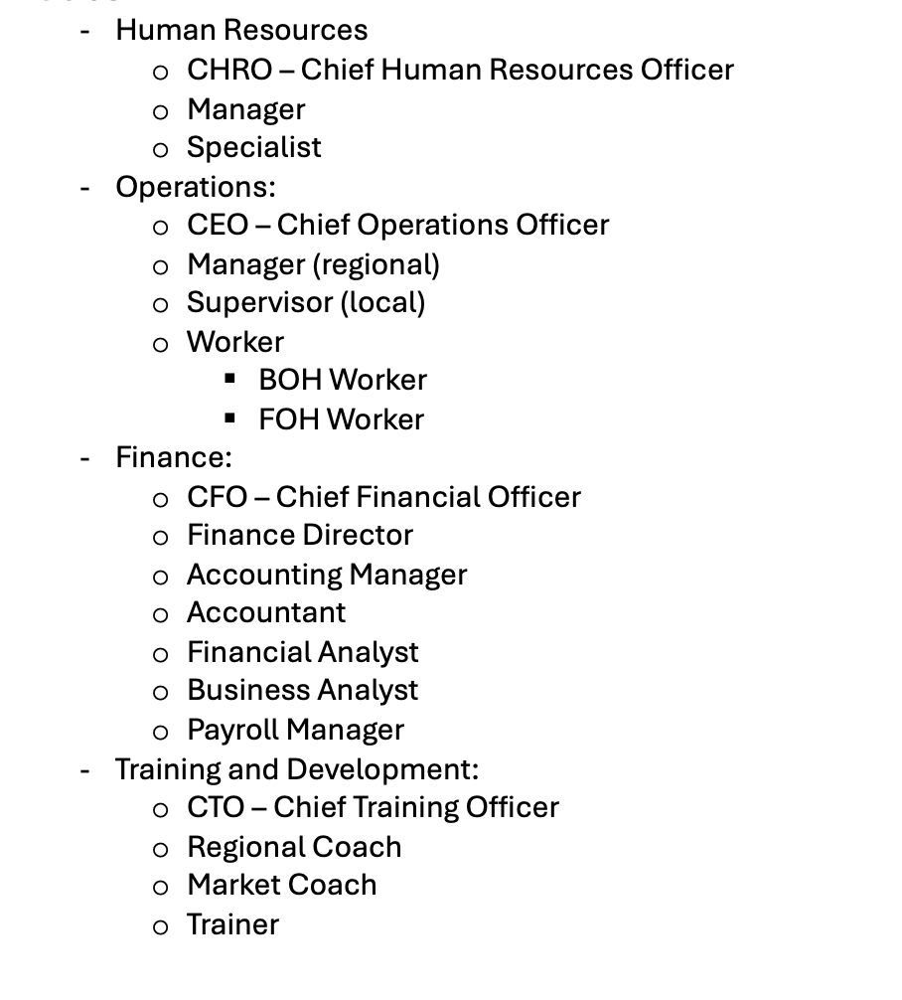 - Human Resources
o CHRO – Chief Human Resources Officer
o Manager
o Specialist
- Operations:
o CEO – Chief Operations Officer
o Manager (regional)
o Supervisor (local)
o Worker
▪ BOH Worker
▪ FOH Worker
- Finance:
o CFO – Chief Financial Officer
o Finance Director
o Accounting Manager
o Accountant
o Financial Analyst
o Business Analyst
o Payroll Manager
- Training and Development:
o CTO – Chief Training Officer
o Regional Coach
o Market Coach
o Trainer